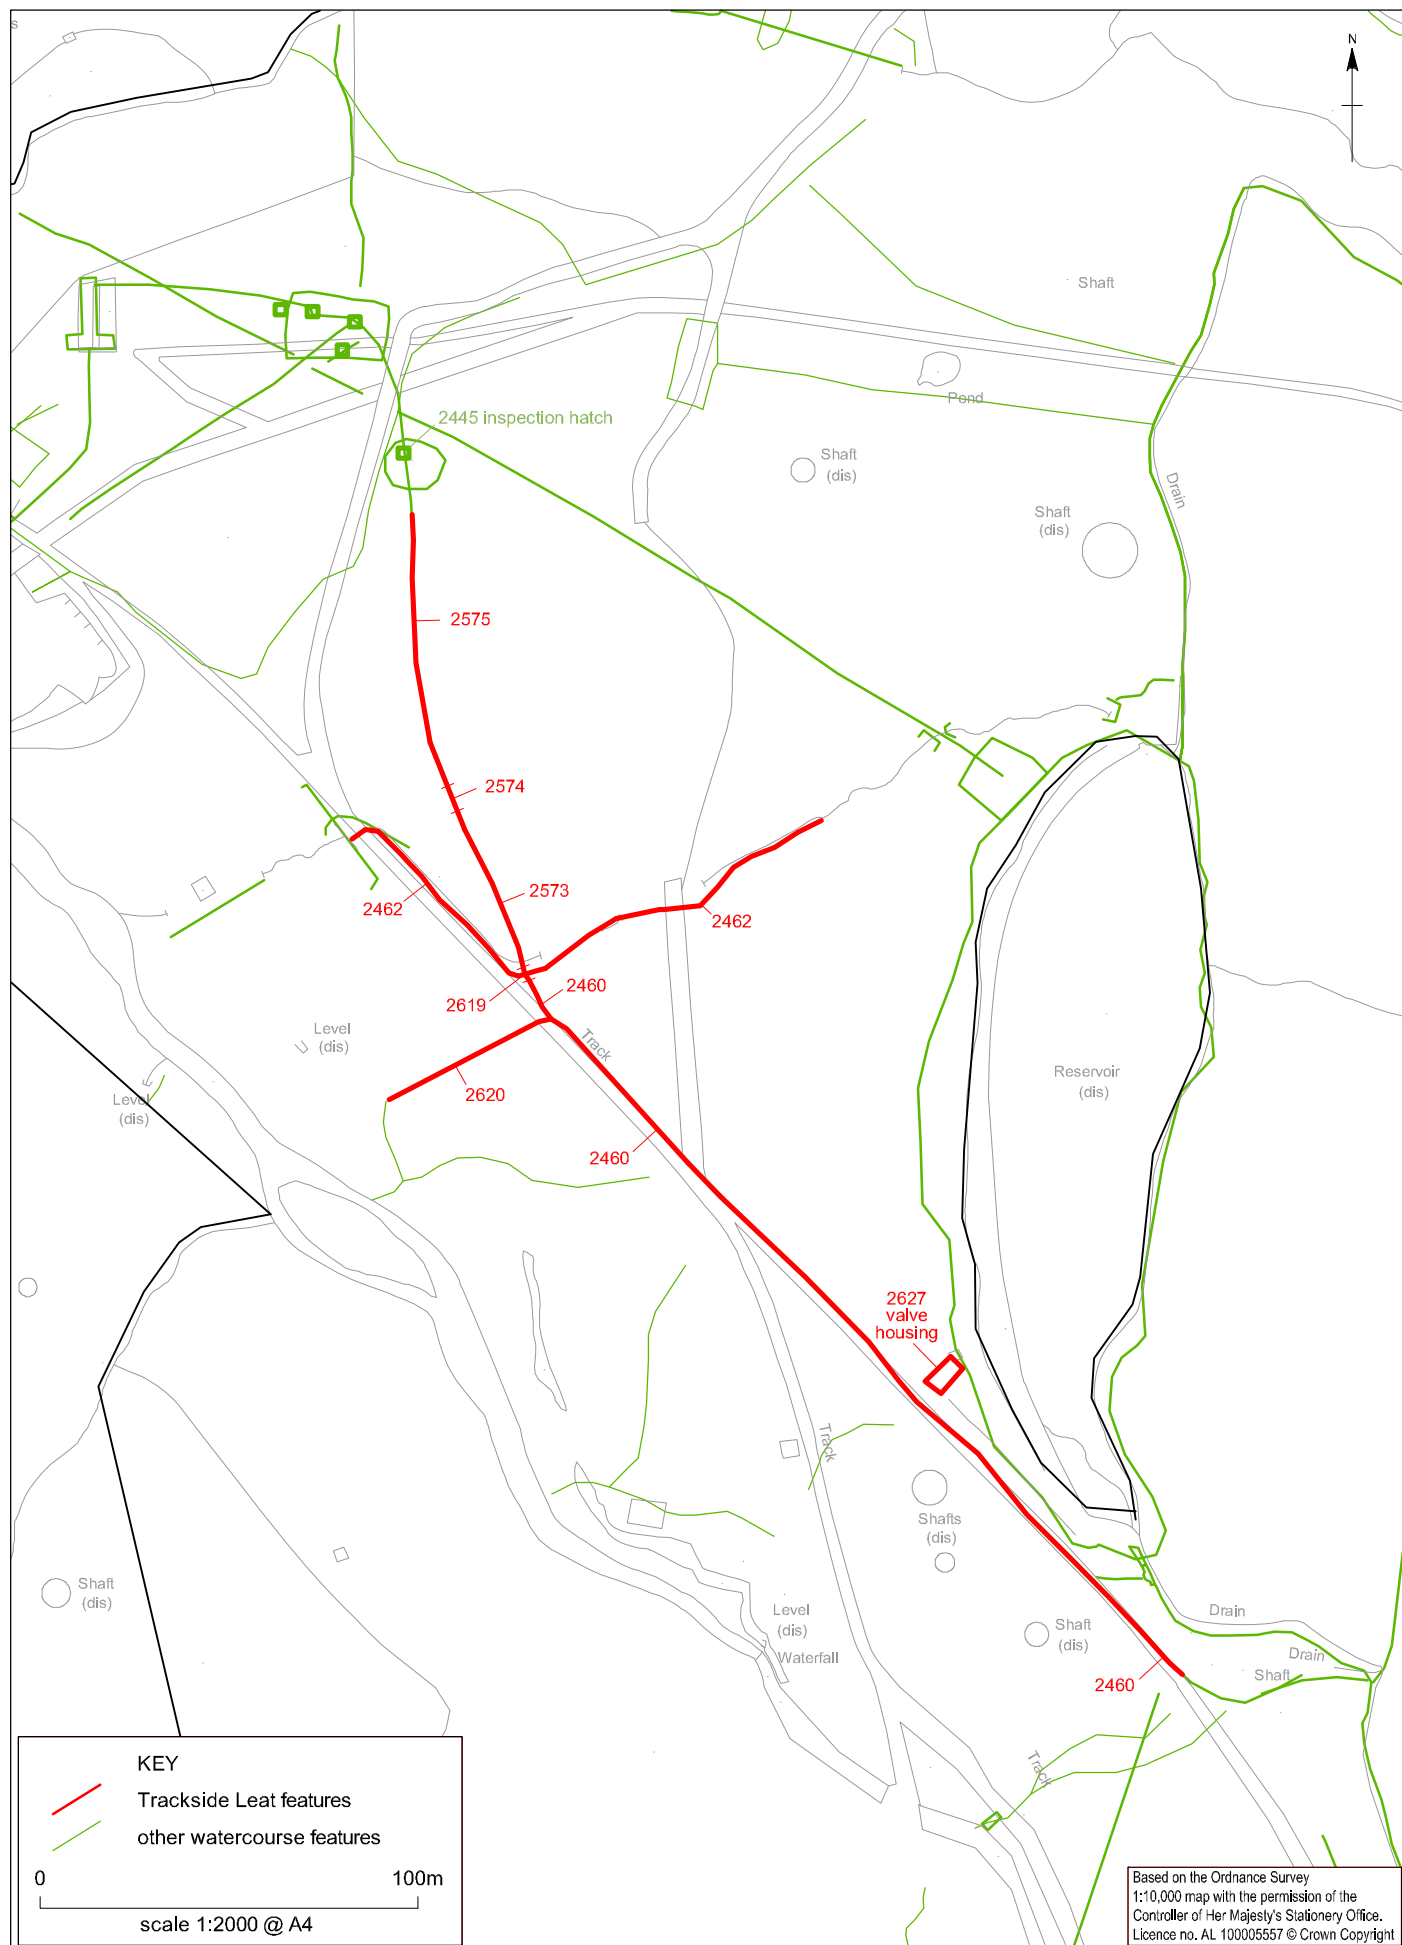 s
N
Shaft
Pond
2445 inspection hatch
Shaft
(dis)
Drain
Shaft
(dis)
2575
2574
2573
2462
2462
2619
2460
Track
Level
(dis)
2620
Level
(dis)
Reservoir
(dis)
2460
2627
valve
housing
Track
Shafts
(dis)
Shaft
(dis)
Level
(dis)
Waterfall
Drain
Shaft
(dis)
Drain
Shaft
2460
Track
KEY
Trackside Leat features
other watercourse features
0 100m
scale 1:2000 @ A4
Based on the Ordnance Survey
1:10,000 map with the permission of the
Controller of Her Majesty's Stationery Office.
Licence no. AL 100005557 © Crown Copyright